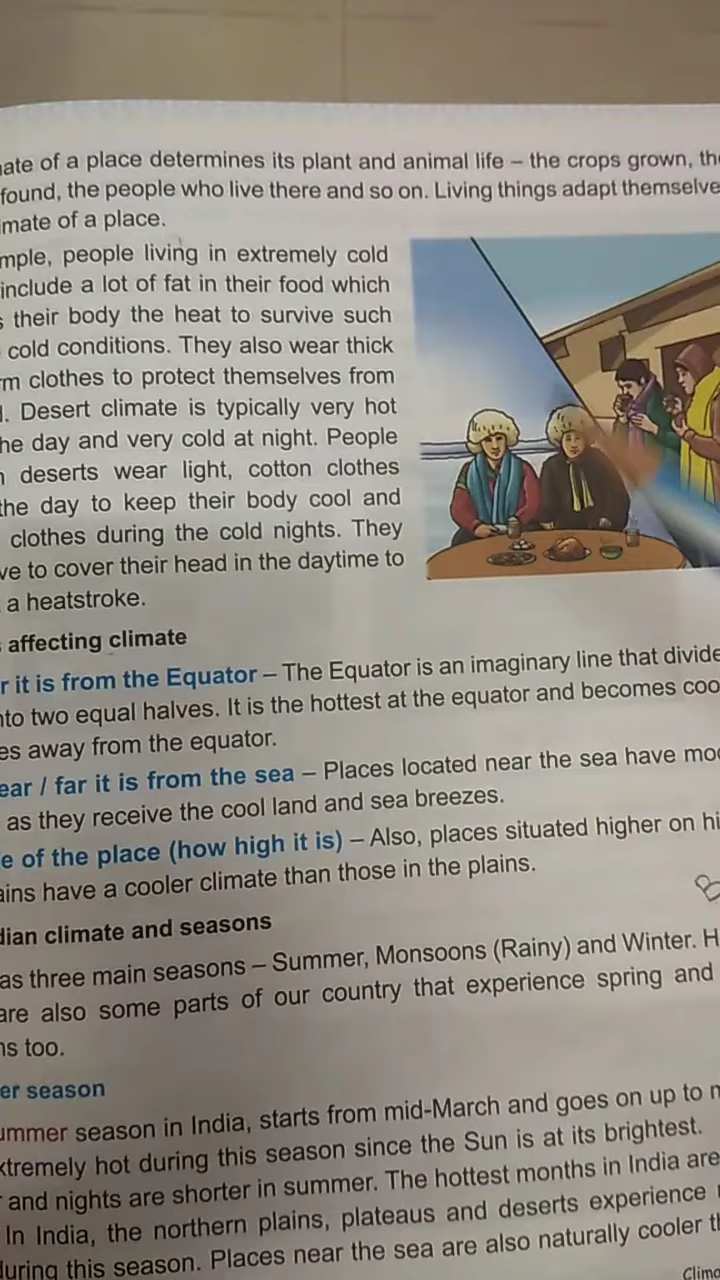 ate of a place determines its plant and animal life – the crops grown, the
found, the people who live there and so on. Living things adapt themselve
imate of a place.
mple, people living in extremely cold
include a lot of fat in their food which
s their body the heat to survive such
cold conditions. They also wear thick
rm clothes to protect themselves from
d. Desert climate is typically very hot
he day and very cold at night. People
n deserts wear light, cotton clothes
the day to keep their body cool and
clothes during the cold nights. They
ve to cover their head in the daytime to
a heatstroke.
s affecting climate
r it is from the Equator – The Equator is an imaginary line that divide
nto two equal halves. It is the hottest at the equator and becomes coo
es away from the equator.
ear / far it is from the sea – Places located near the sea have mod
as they receive the cool land and sea breezes.
e of the place (how high it is) – Also, places situated higher on hi
ains have a cooler climate than those in the plains.
dian climate and seasons
as three main seasons – Summer, Monsoons (Rainy) and Winter. H
are also some parts of our country that experience spring and
ns too.
er season
ummer season in India, starts from mid-March and goes on up to m
xtremely hot during this season since the Sun is at its brightest.
r and nights are shorter in summer. The hottest months in India are
In India, the northern plains, plateaus and deserts experience
during this season. Places near the sea are also naturally cooler th
Clima